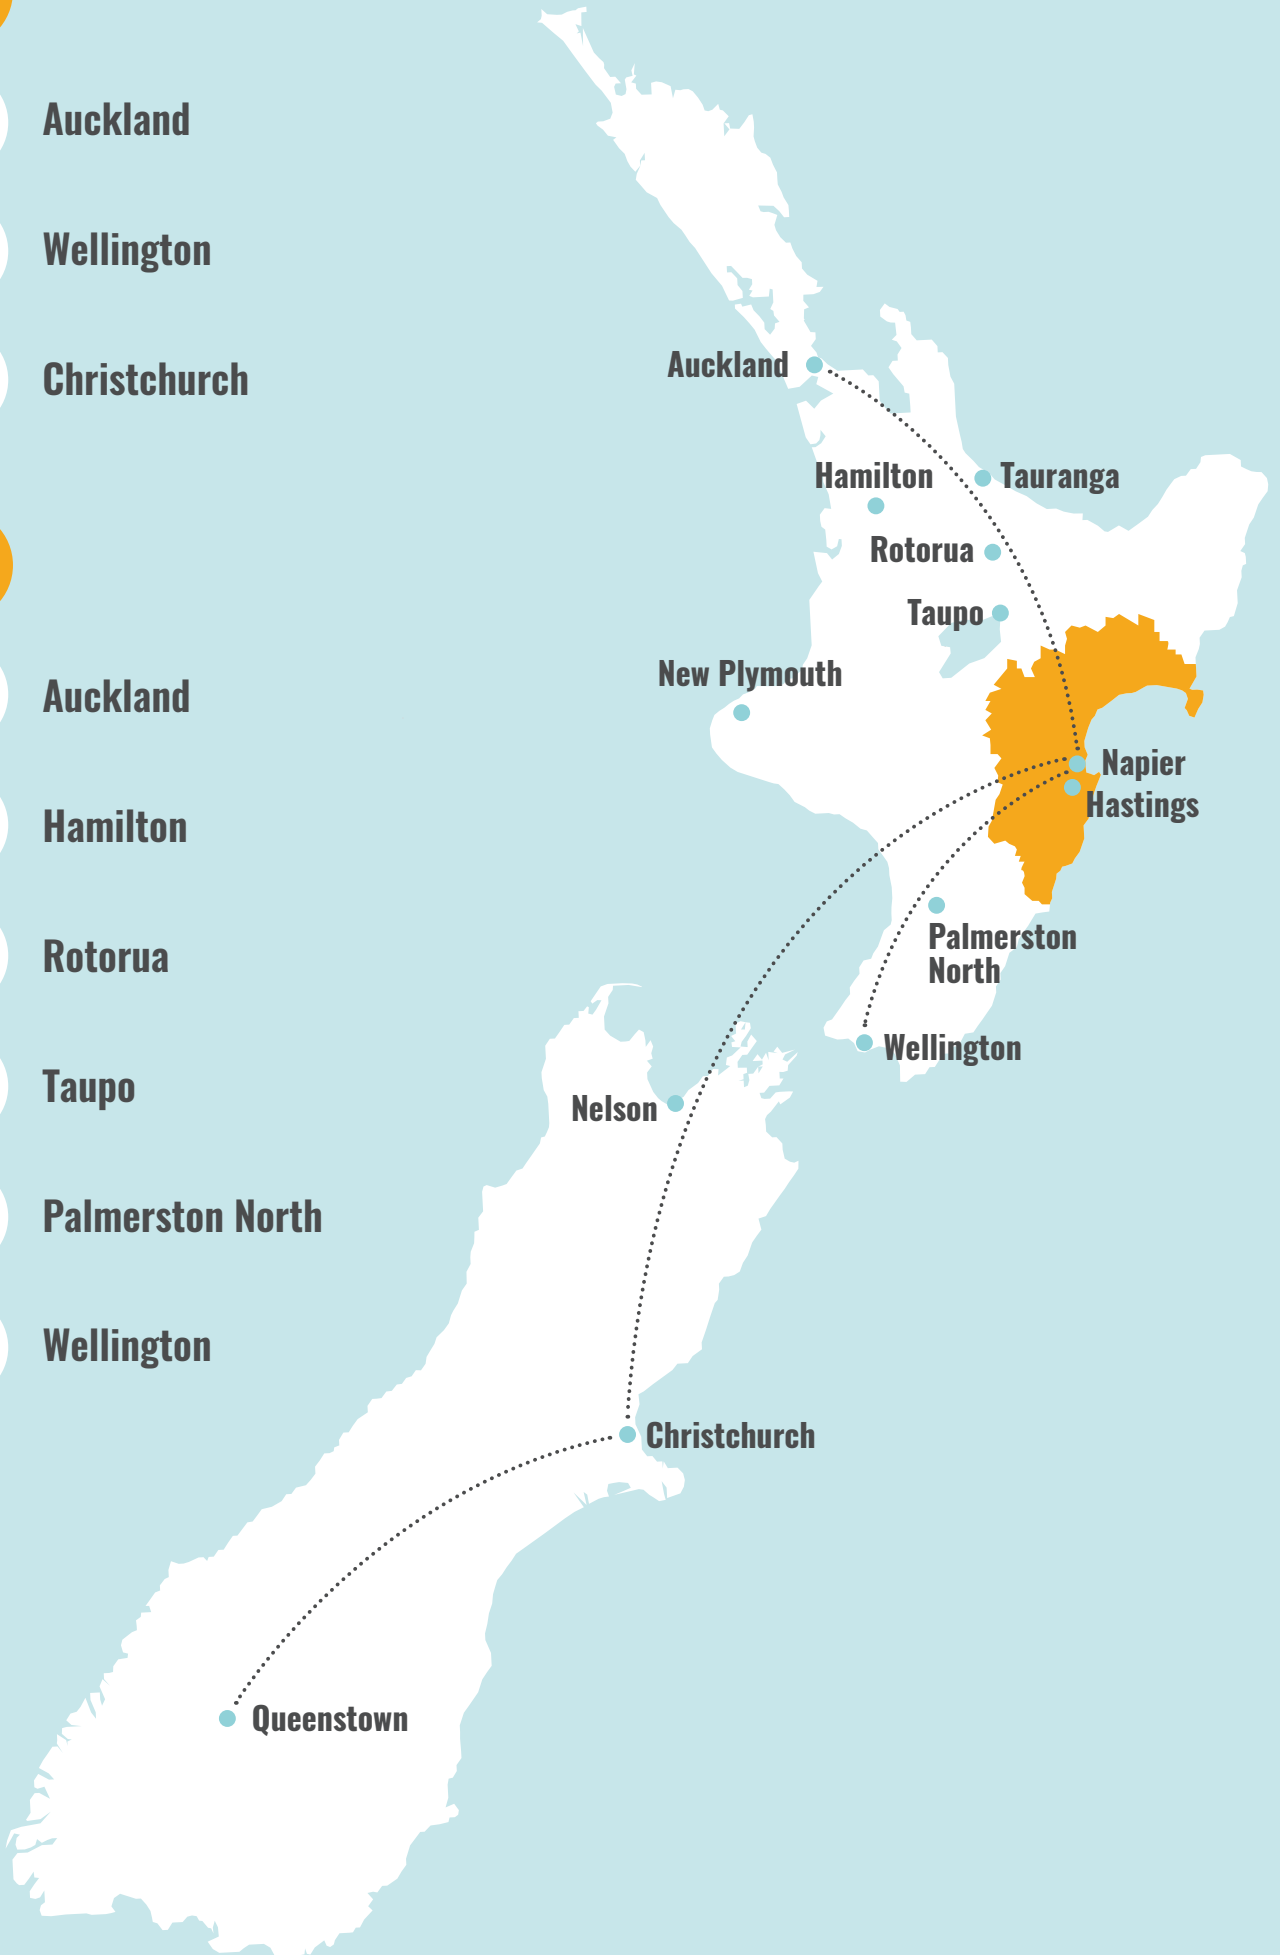 Auckland
Wellington
Christchurch
Auckland
Hamilton
Rotorua
Taupo
Palmerston North
Wellington
Auckland
Hamilton
Tauranga
Rotorua
Taupo
New Plymouth
Napier
Hastings
Palmerston
North
Wellington
Nelson
Christchurch
Queenstown